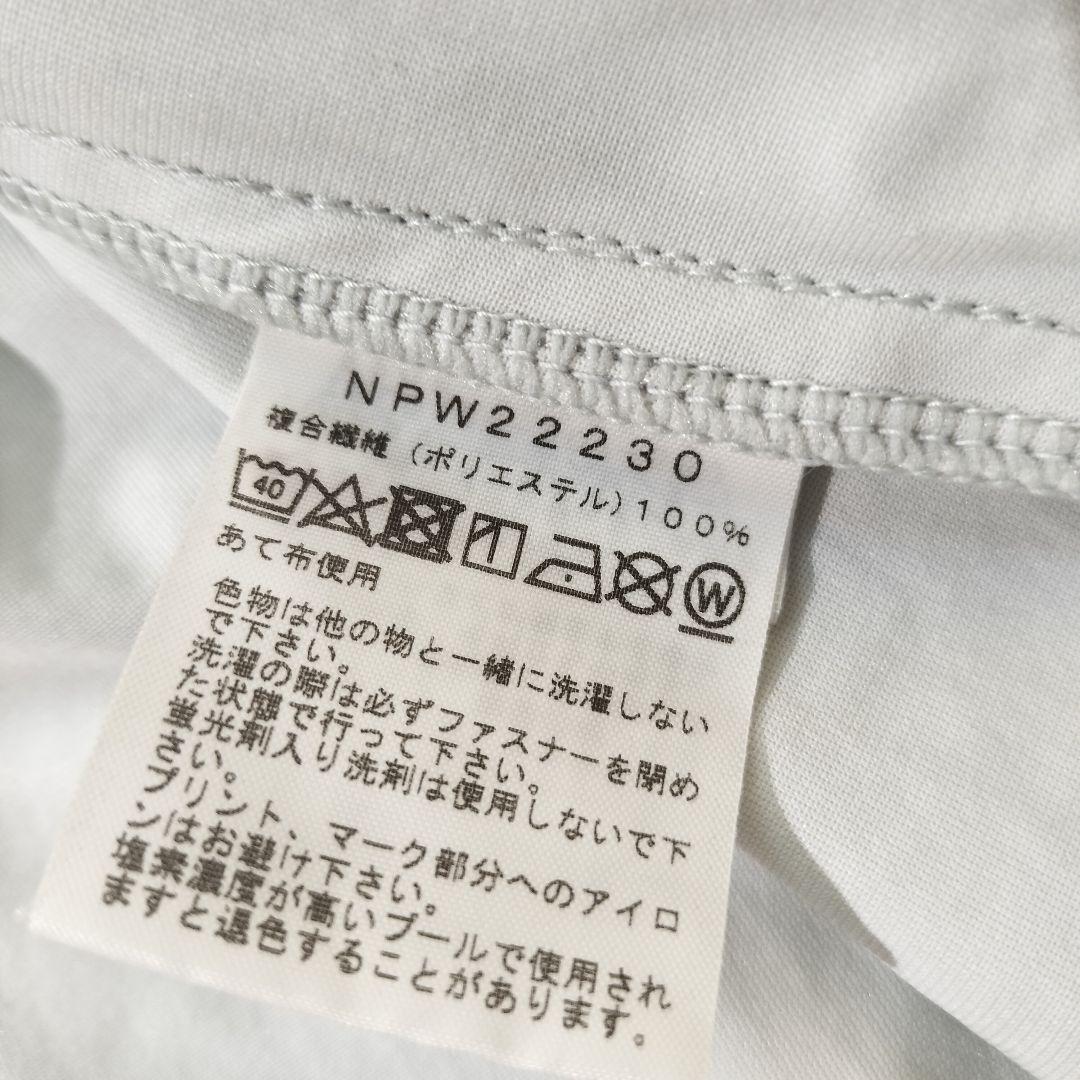 NPW22230
複合繊維(ポリエステル)100%
40 W
あて布使用
色物は他の物と一緒に洗濯しない
で下さい。
洗濯の際は必ずファスナーを閉め
た状態で行って下さい。
蛍光剤入り洗剤は使用しないで下
さい。
プリント、マーク部分へのアイロ
ンはお避け下さい。
塩素濃度が高いプールで使用され
ますと退色することがあります。